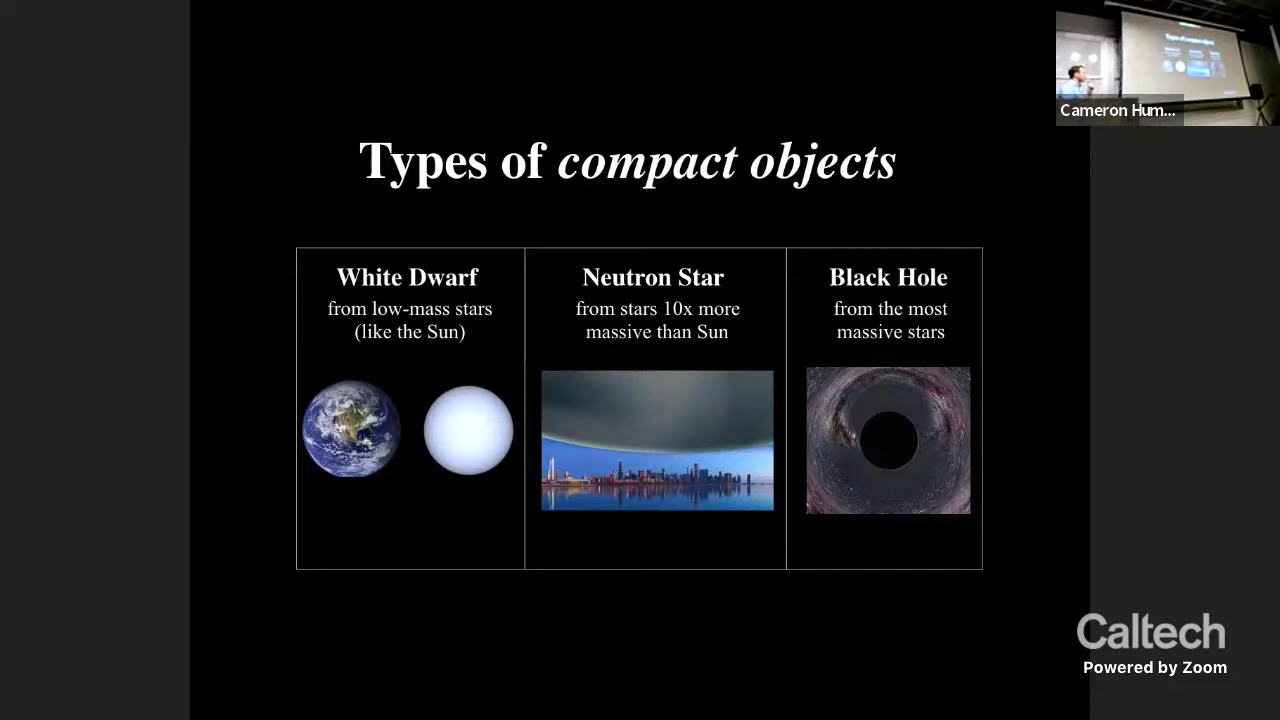 Types of compact objects
White Dwarf
from low-mass stars
(like the Sun)
Neutron Star
from stars 10x more
massive than Sun
Black Hole
from the most
massive stars
Cameron Hum...
Caltech
Powered by Zoom